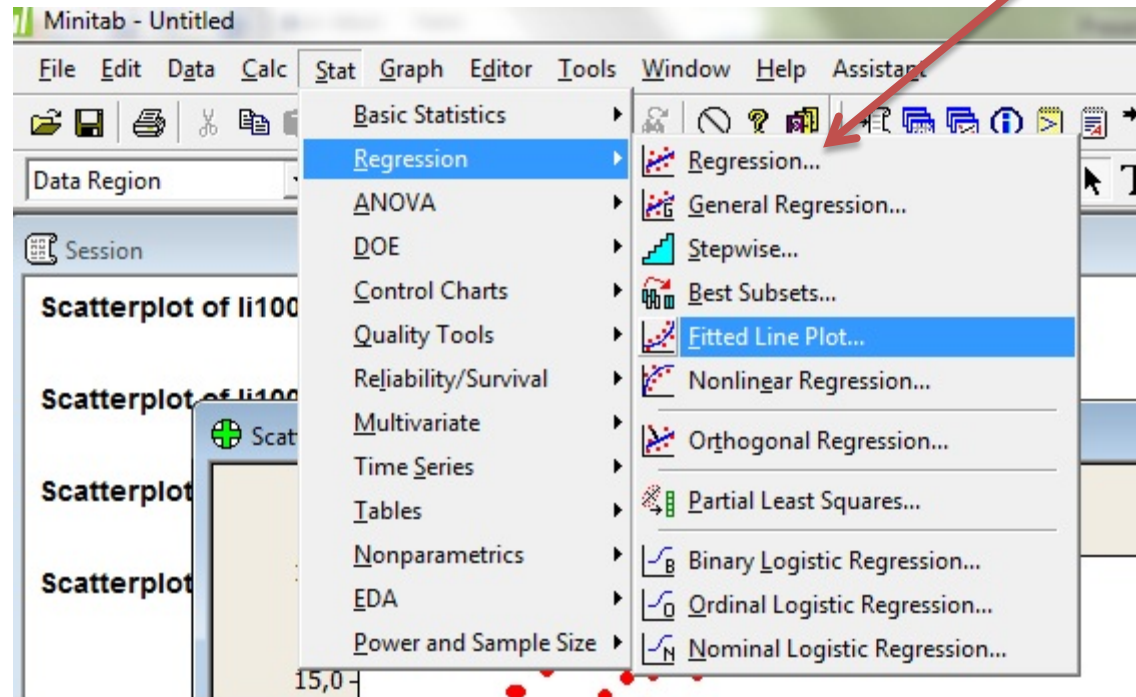 Minitab - Untitled
File Edit Data Calc Stat Graph Editor Tools Window Help Assistant
Data Region
Session
Scatterplot of li100
Scatterplot of li100
Scatterplot
Scatterplot
Scat
15,0
Basic Statistics
Regression
ANOVA
DOE
Control Charts
Quality Tools
Reliability/Survival
Multivariate
Time Series
Tables
Nonparametrics
EDA
Power and Sample Size
Regression...
General Regression...
Stepwise...
Best Subsets...
Fitted Line Plot...
Nonlinear Regression...
Orthogonal Regression...
Partial Least Squares...
Binary Logistic Regression...
Ordinal Logistic Regression...
Nominal Logistic Regression...